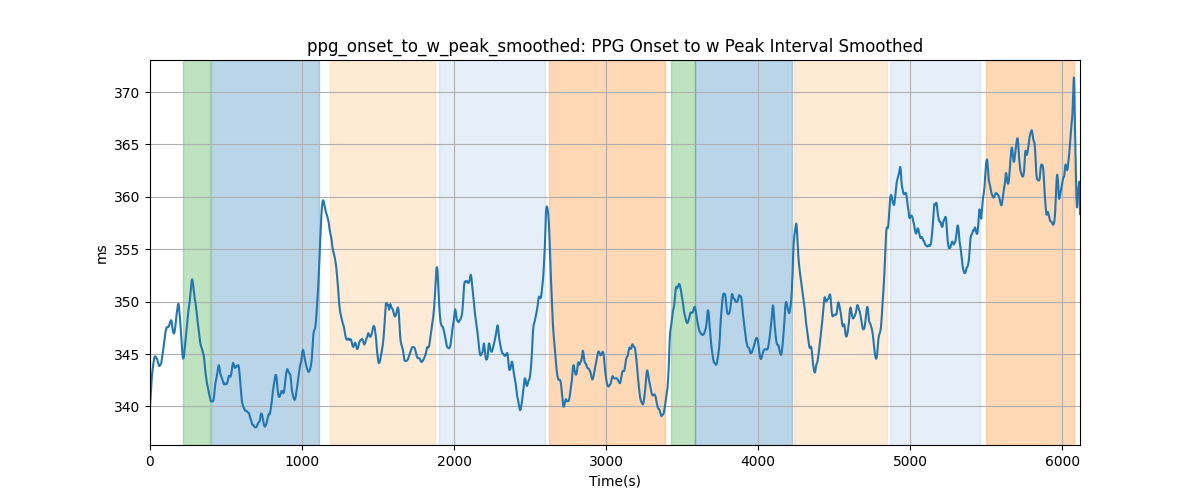 ppg_onset_to_w_peak_smoothed: PPG Onset to w Peak Interval Smoothed
370
365
360
355
350
345
340
ms
0 1000 2000 3000 4000 5000 6000
Time(s)